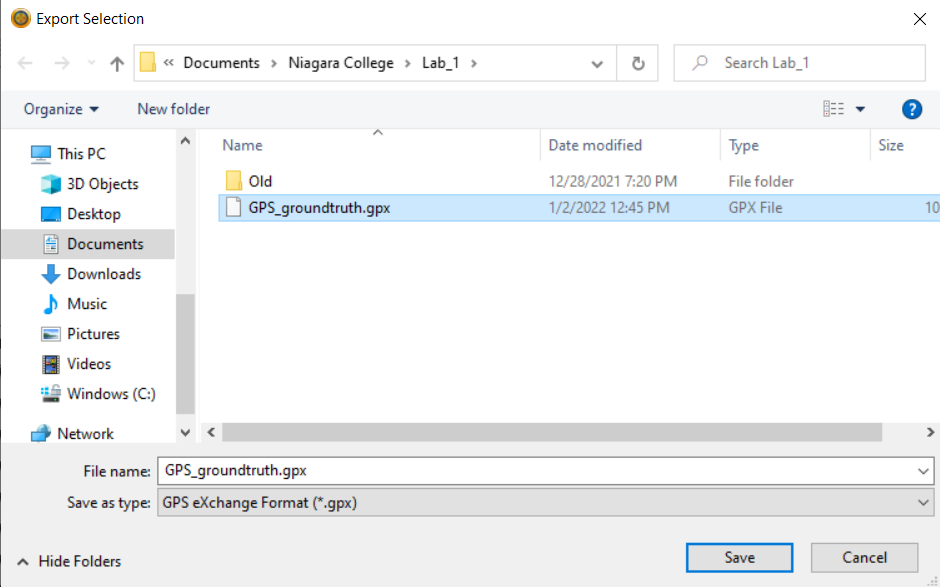 Export Selection
« Documents › Niagara College › Lab_1 ›
Search Lab_1
Organize
New folder
?
This PC
3D Objects
Desktop
Documents
Downloads
Music
Pictures
Videos
Windows (C:)
Network
Name Date modified Type Size
Old 12/28/2021 7:20 PM File folder
GPS_groundtruth.gpx 1/2/2022 12:45 PM GPX File 10
File name: GPS_groundtruth.gpx
Save as type: GPS eXchange Format (*.gpx)
Hide Folders
Save
Cancel